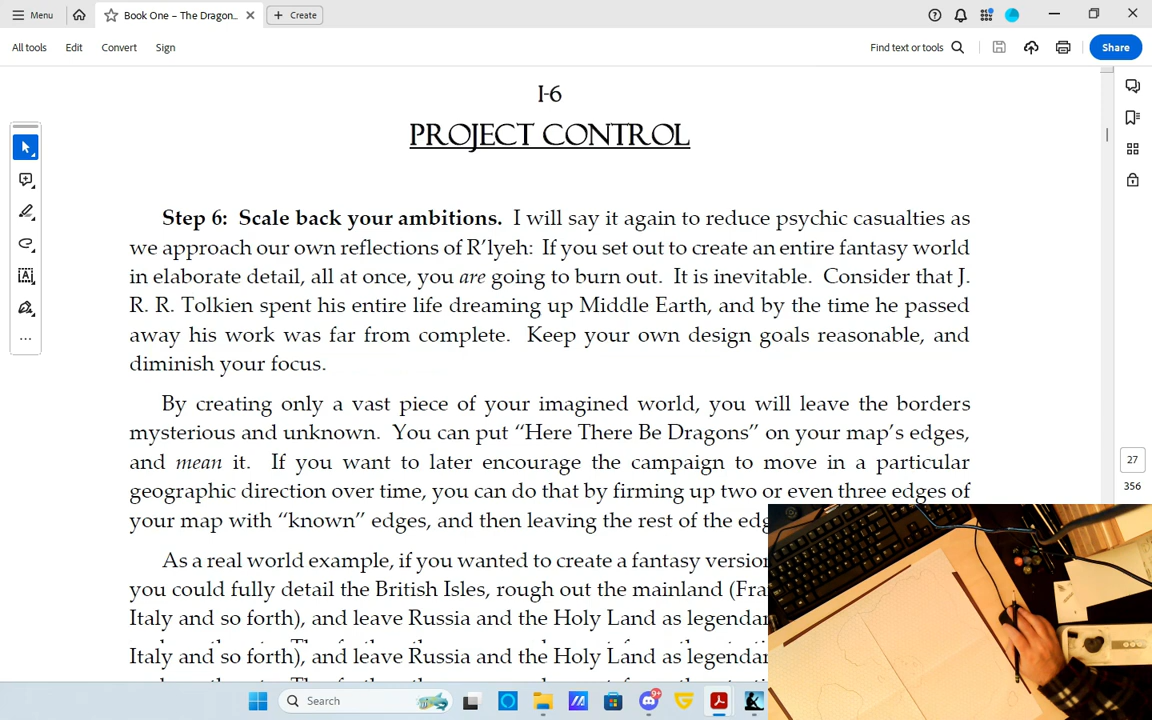 Menu
Book One – The Dragon...
Create
All tools
Edit
Convert
Sign
Find text or tools
Share
I-6
PROJECT CONTROL
Step 6: Scale back your ambitions. I will say it again to reduce psychic casualties as
we approach our own reflections of R'lyeh: If you set out to create an entire fantasy world
in elaborate detail, all at once, you are going to burn out. It is inevitable. Consider that J.
R. R. Tolkien spent his entire life dreaming up Middle Earth, and by the time he passed
away his work was far from complete. Keep your own design goals reasonable, and
diminish your focus.
By creating only a vast piece of your imagined world, you will leave the borders
mysterious and unknown. You can put “Here There Be Dragons” on your map’s edges,
and mean it. If you want to later encourage the campaign to move in a particular
geographic direction over time, you can do that by firming up two or even three edges of
your map with “known” edges, and then leaving the rest of the
As a real world example, if you wanted to create a fantasy
you could fully detail the British Isles, rough out the mainland
Italy and so forth), and leave Russia and the Holy Land as
Italy and so forth), and leave Russia and the Holy Land as
27
356
Search
9+